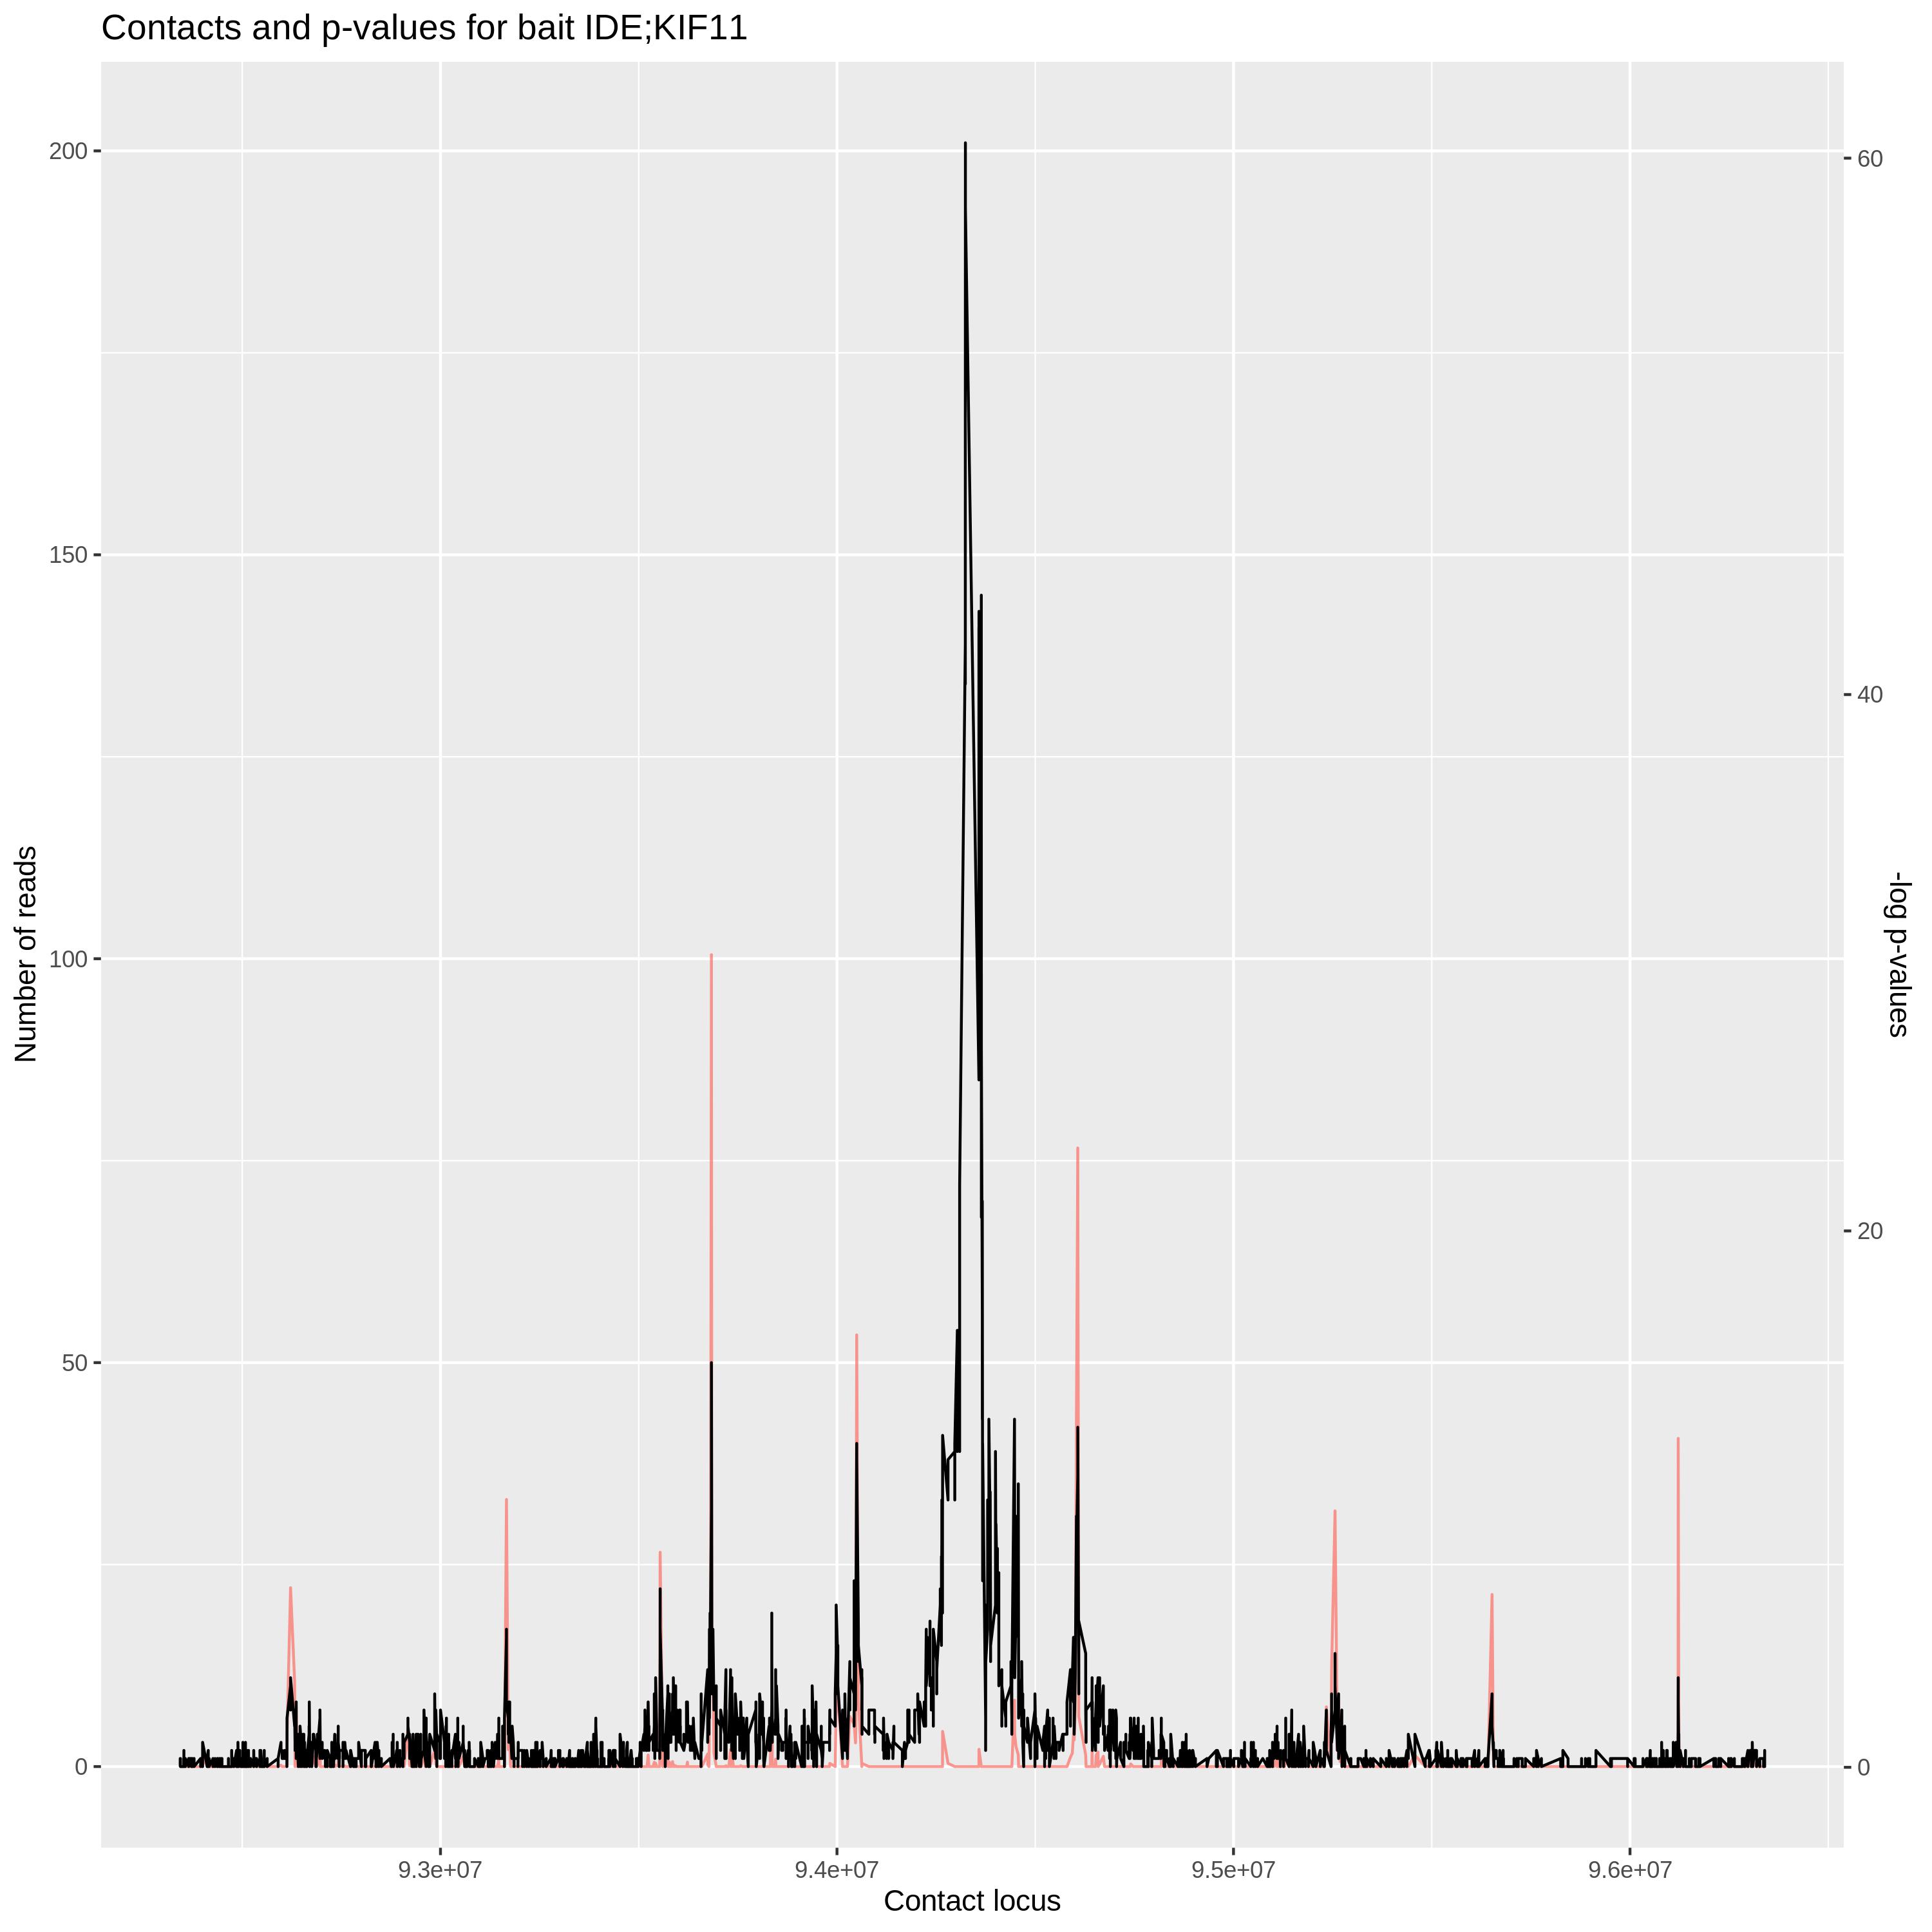 Contacts and p-values for bait IDE;KIF11
200
150
100
50
0
Number of reads
60
40
20
0
-log p-values
9.3e+07
9.4e+07
9.5e+07
9.6e+07
Contact locus